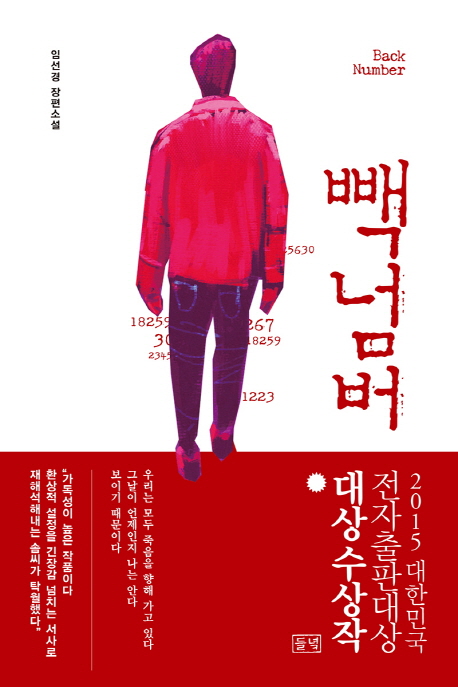 임선경 장편소설
Back
Number
빽넘버
25630
18259
267
30
18259
2345
1223
2015 대한민국
전자출판대상
대상 수상작
우리는 모두 죽음을 향해 가고 있다
그날이 언제인지 나는 안다
보이기 때문이다
“가독성이 높은 작품이다
환상적 설정을 긴장감 넘치는 서사로
재해석해내는 솜씨가 탁월했다”
들녘